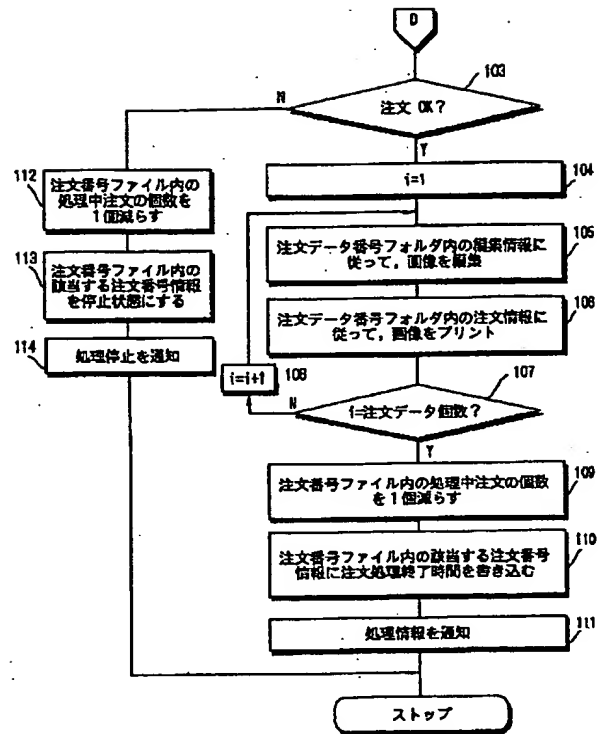 D
103
注文 OK?
N
Y
112
注文番号ファイル内の
処理中注文の個数を
1個減らす
i=1
104
113
注文番号ファイル内の
該当する注文番号情報
を停止状態にする
注文データ番号フォルダ内の編集情報に
従って,画像を編集
105
注文データ番号フォルダ内の注文情報に
従って,画像をプリント
106
114
処理停止を通知
i=i+1
108
107
i=注文データ個数?
N
Y
注文番号ファイル内の処理中注文の個数
を1個減らす
109
注文番号ファイル内の該当する注文番号
情報に注文処理終了時間を書き込む
110
処理情報を通知
111
ストップ